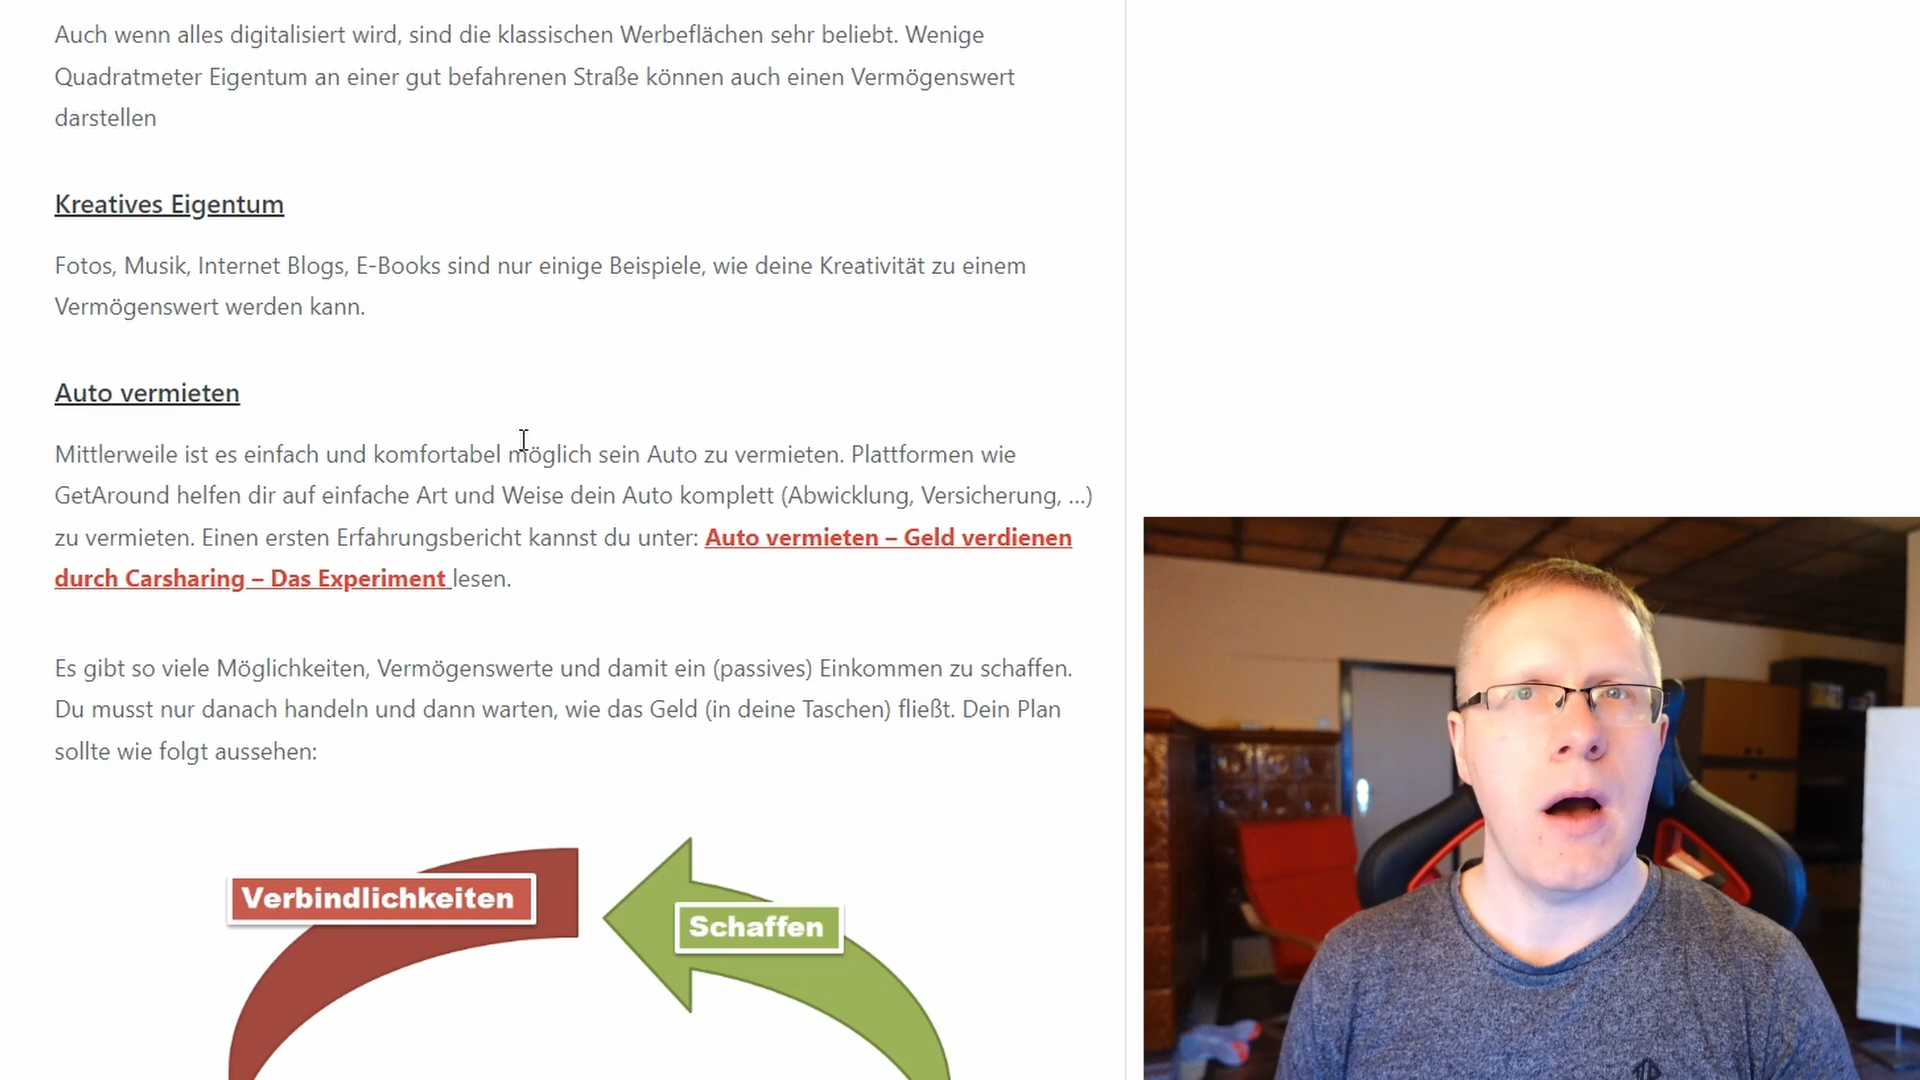 Auch wenn alles digitalisiert wird, sind die klassischen Werbeflächen sehr beliebt. Wenige
Quadratmeter Eigentum an einer gut befahrenen Straße können auch einen Vermögenswert
darstellen
Kreatives Eigentum
Fotos, Musik, Internet Blogs, E-Books sind nur einige Beispiele, wie deine Kreativität zu einem
Vermögenswert werden kann.
Auto vermieten
Mittlerweile ist es einfach und komfortabel möglich sein Auto zu vermieten. Plattformen wie
GetAround helfen dir auf einfache Art und Weise dein Auto komplett (Abwicklung, Versicherung, ...)
zu vermieten. Einen ersten Erfahrungsbericht kannst du unter: Auto vermieten – Geld verdienen
durch Carsharing – Das Experiment lesen.
Es gibt so viele Möglichkeiten, Vermögenswerte und damit ein (passives) Einkommen zu schaffen.
Du musst nur danach handeln und dann warten, wie das Geld (in deine Taschen) fließt. Dein Plan
sollte wie folgt aussehen:
Verbindlichkeiten
Schaffen